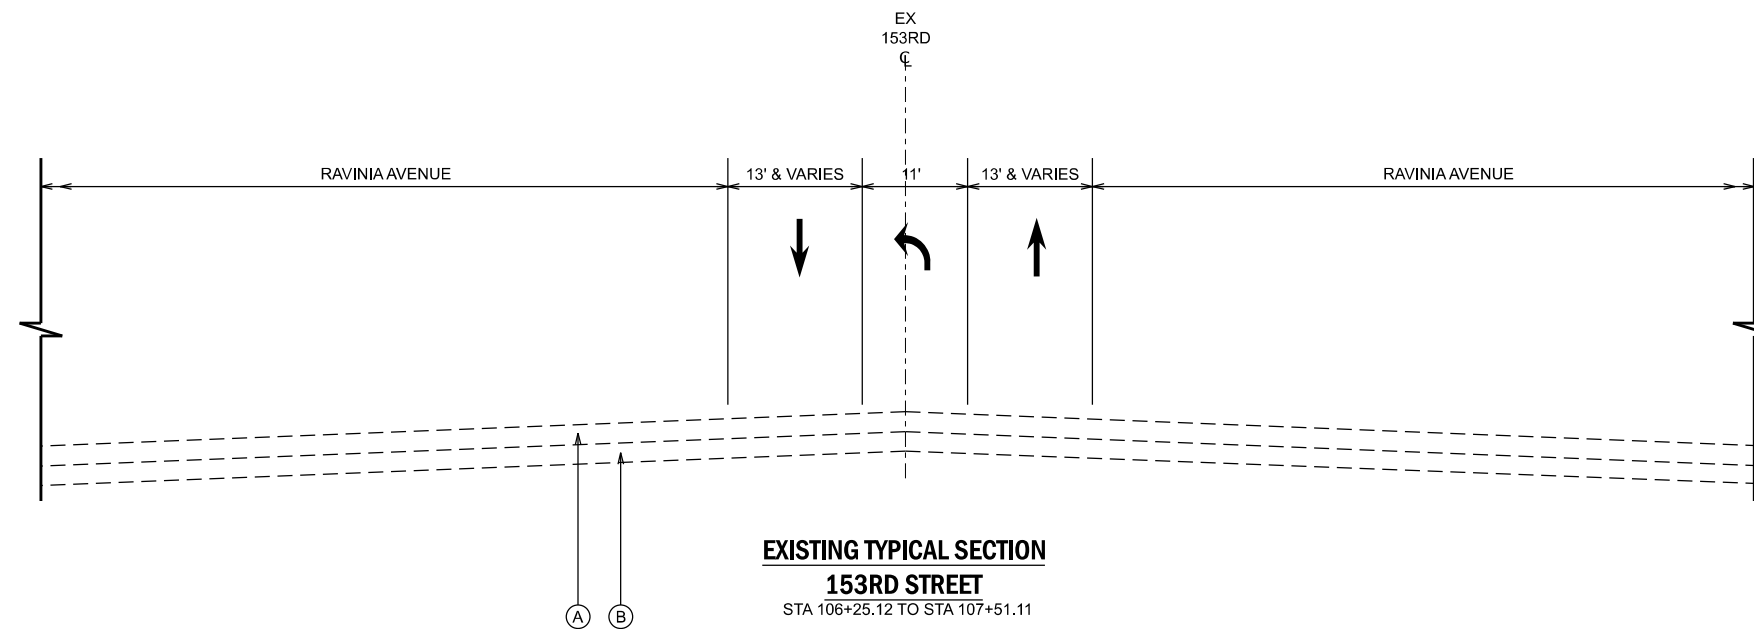 EX
153RD
℄
RAVINIA AVENUE
13' & VARIES
11'
13' & VARIES
RAVINIA AVENUE
EXISTING TYPICAL SECTION
153RD STREET
STA 106+25.12 TO STA 107+51.11
A
B